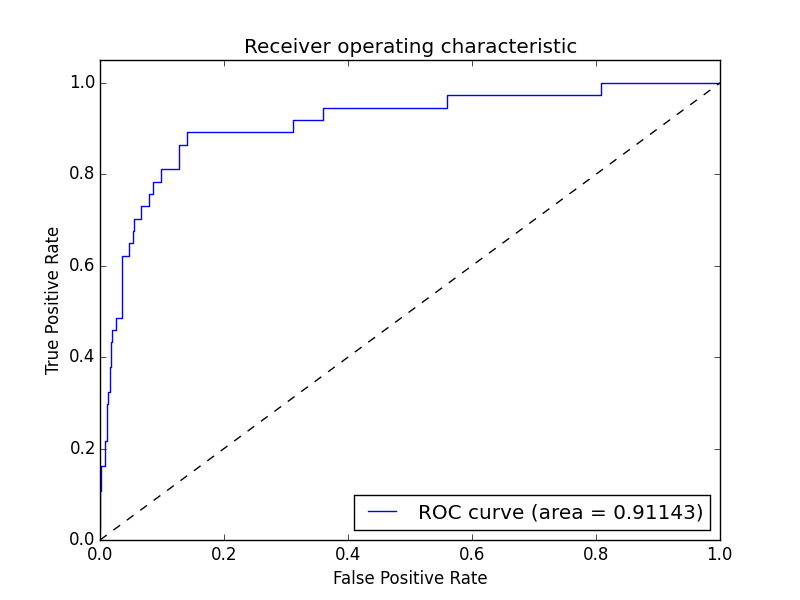 Receiver operating characteristic
1.0
0.8
0.6
0.4
0.2
0.0
True Positive Rate
ROC curve (area = 0.91143)
0.0 0.2 0.4 0.6 0.8 1.0
False Positive Rate